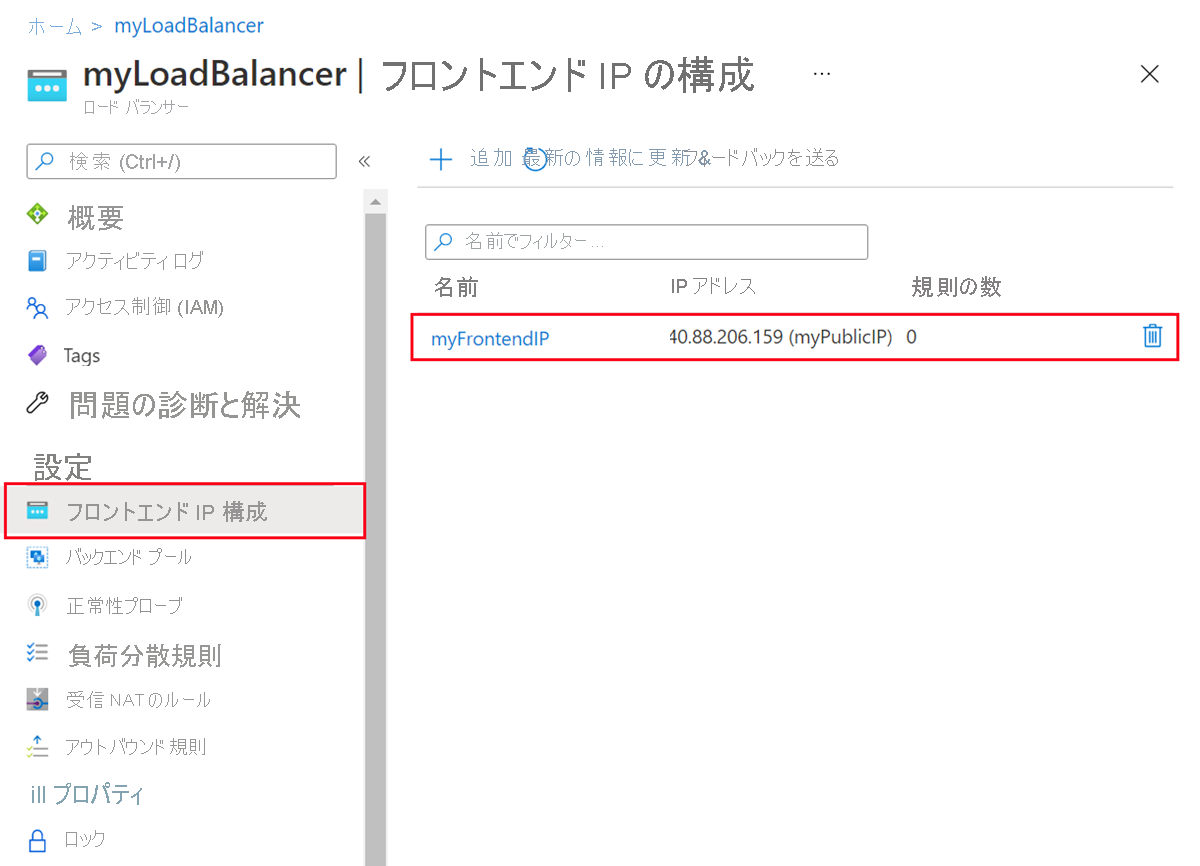 ホーム > myLoadBalancer
myLoadBalancer | フロントエンド IP の構成 ...
ロード バランサー
検索 (Ctrl+/) «
概要
アクティビティ ログ
アクセス制御 (IAM)
Tags
問題の診断と解決
設定
フロントエンド IP 構成
バックエンド プール
正常性プローブ
負荷分散規則
受信 NAT のルール
アウトバウンド規則
プロパティ
ロック
追加 最新の情報に更新 フィードバックを送る
名前でフィルター...
名前 IP アドレス 規則の数
myFrontendIP 40.88.206.159 (myPublicIP) 0